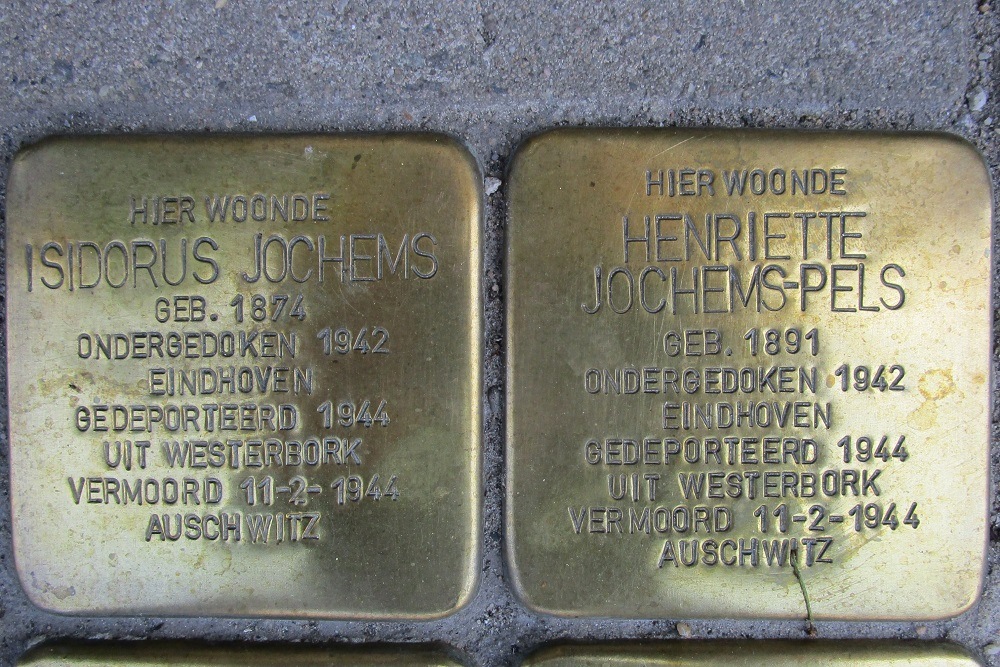 HIER WOONDE
ISIDORUS JOCHEMS
GEB. 1874
ONDERGEDOKEN 1942
EINDHOVEN
GEDEPORTEERD 1944
UIT WESTERBORK
VERMOORD 11-2-1944
AUSCHWITZ
HIER WOONDE
HENRIETTE
JOCHEMS-PELS
GEB. 1891
ONDERGEDOKEN 1942
EINDHOVEN
GEDEPORTEERD 1944
UIT WESTERBORK
VERMOORD 11-2-1944
AUSCHWITZ